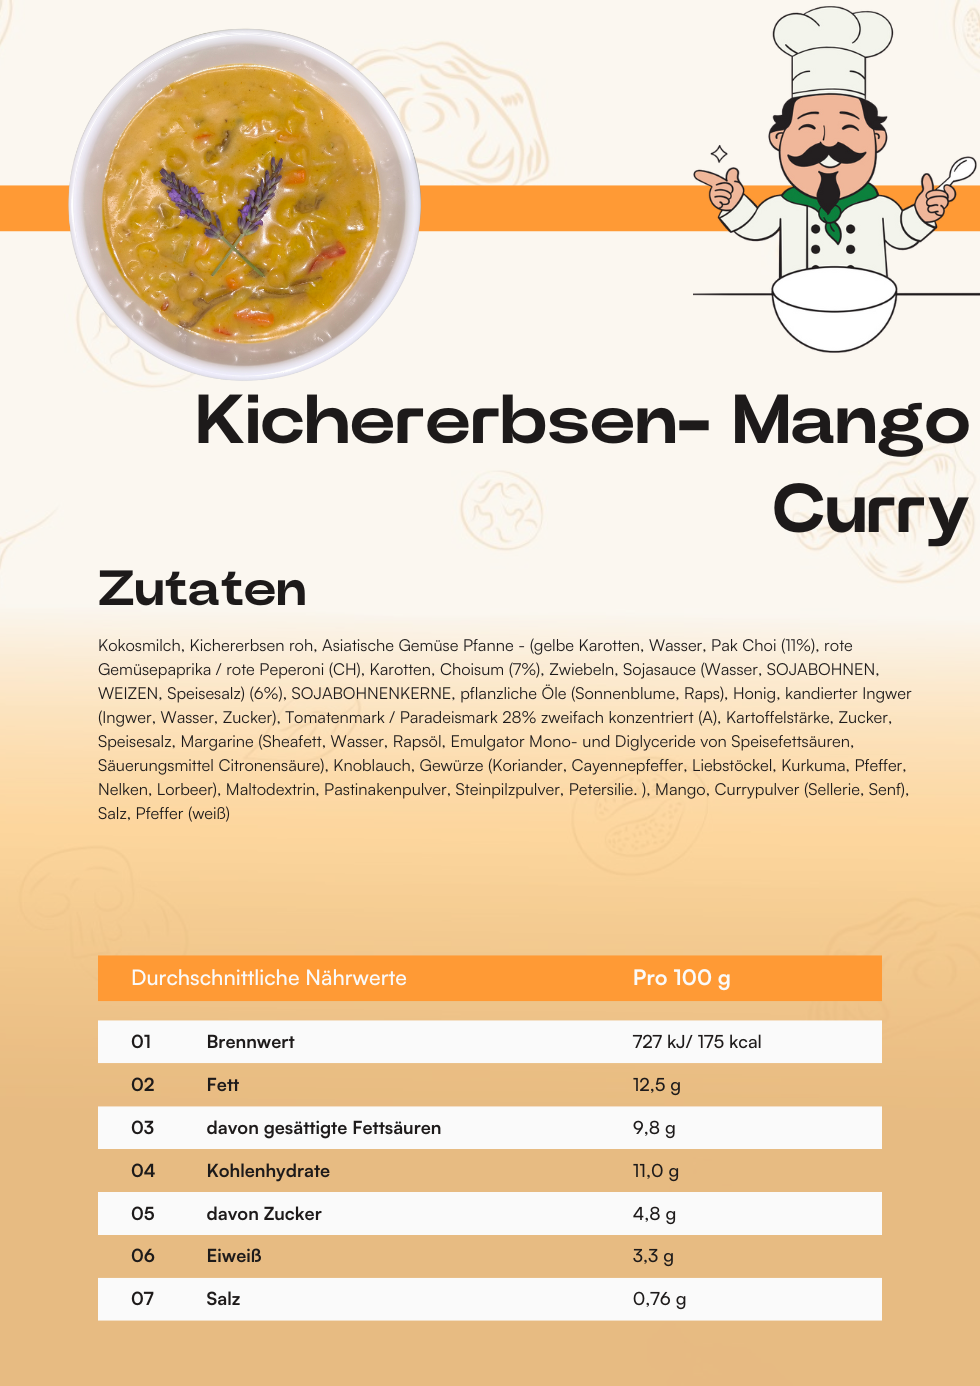 Kichererbsen- Mango
Curry
Zutaten
Kokosmilch, Kichererbsen roh, Asiatische Gemüse Pfanne - (gelbe Karotten, Wasser, Pak Choi (11%), rote
Gemüsepaprika / rote Peperoni (CH), Karotten, Choisum (7%), Zwiebeln, Sojasauce (Wasser, SOJABOHNEN,
WEIZEN, Speisesalz) (6%), SOJABOHNENKERNE, pflanzliche Öle (Sonnenblume, Raps), Honig, kandierter Ingwer
(Ingwer, Wasser, Zucker), Tomatenmark / Paradeismark 28% zweifach konzentriert (A), Kartoffelstärke, Zucker,
Speisesalz, Margarine (Sheafett, Wasser, Rapsöl, Emulgator Mono- und Diglyceride von Speisefettsäuren,
Säuerungsmittel Citronensäure), Knoblauch, Gewürze (Koriander, Cayennepfeffer, Liebstöckel, Kurkuma, Pfeffer,
Nelken, Lorbeer), Maltodextrin, Pastinakenpulver, Steinpilzpulver, Petersilie. ), Mango, Currypulver (Sellerie, Senf),
Salz, Pfeffer (weiß)
Durchschnittliche Nährwerte Pro 100 g
01 Brennwert 727 kJ/ 175 kcal
02 Fett 12,5 g
03 davon gesättigte Fettsäuren 9,8 g
04 Kohlenhydrate 11,0 g
05 davon Zucker 4,8 g
06 Eiweiß 3,3 g
07 Salz 0,76 g